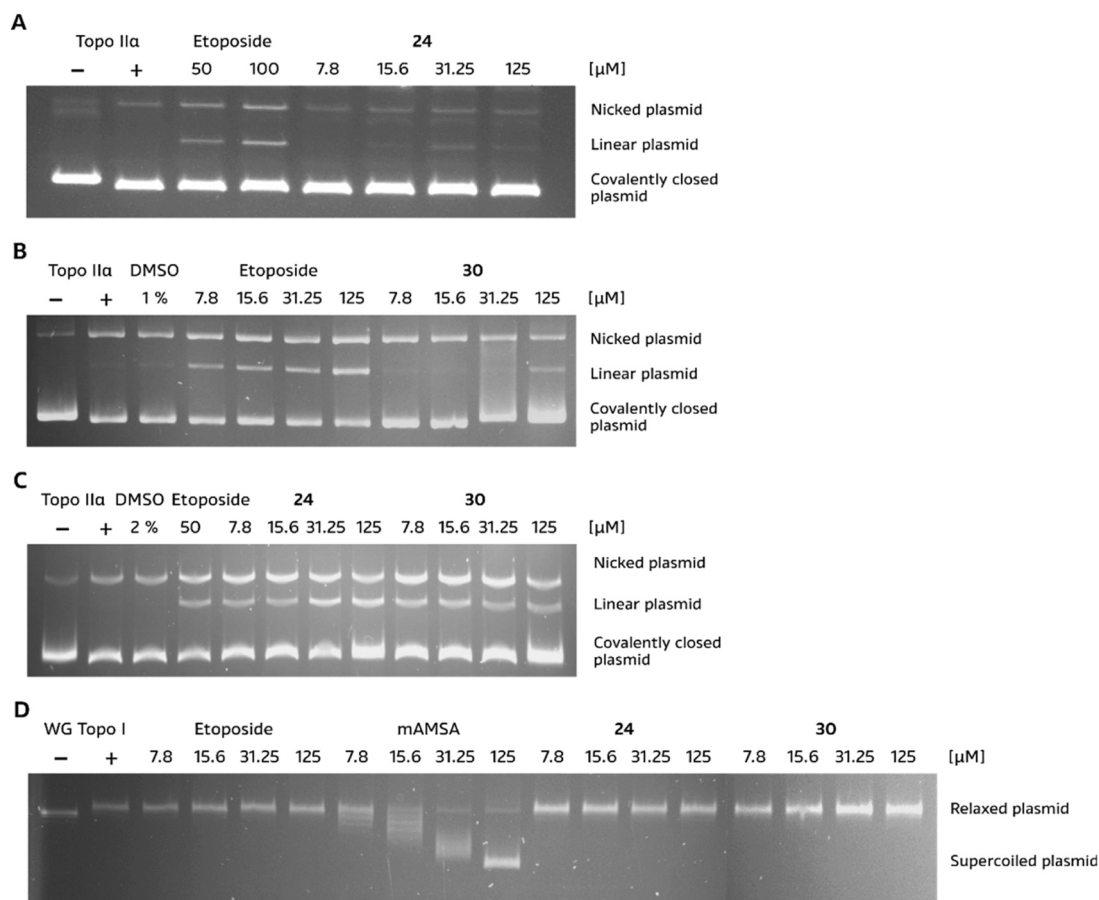 A
Topo IIα Etoposide 24
− + 50 100 7.8 15.6 31.25 125 [µM]
Nicked plasmid
Linear plasmid
Covalently closed
plasmid
B
Topo IIα DMSO Etoposide 30
− + 1 % 7.8 15.6 31.25 125 7.8 15.6 31.25 125 [µM]
Nicked plasmid
Linear plasmid
Covalently closed
plasmid
C
Topo IIα DMSO Etoposide 24 30
− + 2 % 50 7.8 15.6 31.25 125 7.8 15.6 31.25 125 [µM]
Nicked plasmid
Linear plasmid
Covalently closed
plasmid
D
WG Topo I Etoposide mAMSA 24 30
− + 7.8 15.6 31.25 125 7.8 15.6 31.25 125 7.8 15.6 31.25 125 7.8 15.6 31.25 125 [µM]
Relaxed plasmid
Supercoiled plasmid